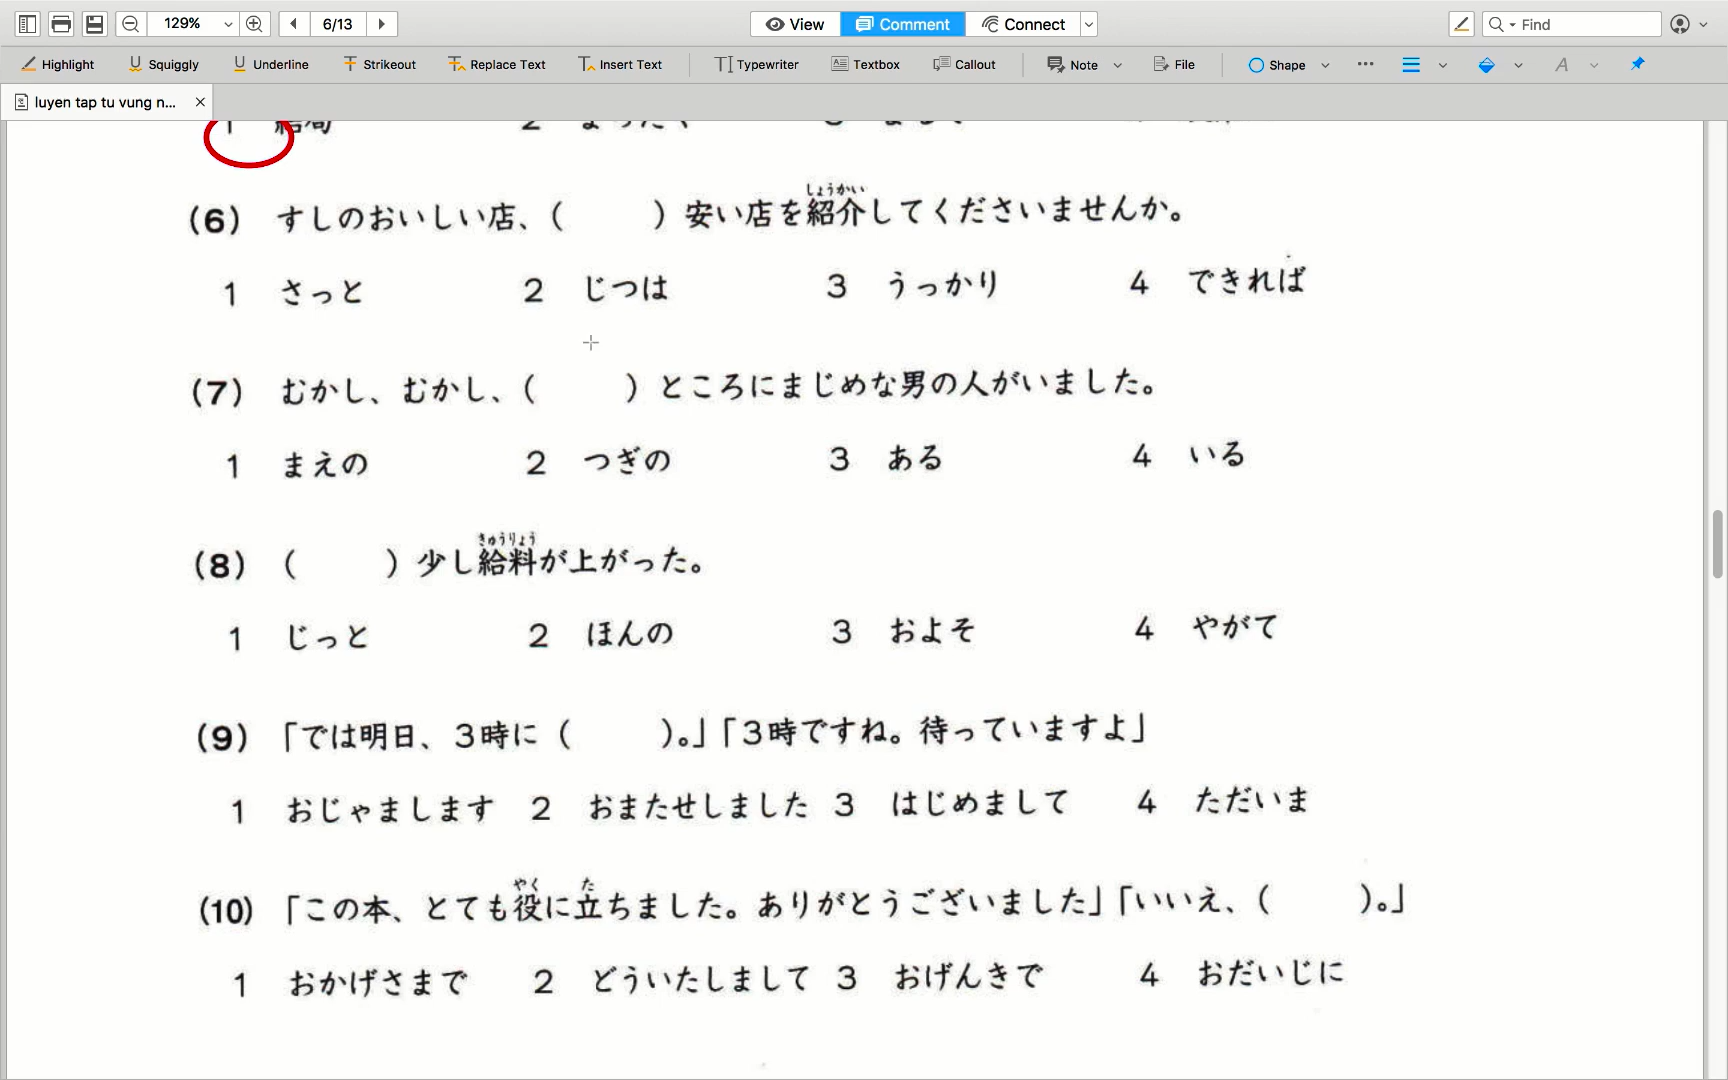 129%
6/13
View
Comment
Connect
Find
Highlight
Squiggly
Underline
Strikeout
Replace Text
Insert Text
Typewriter
Textbox
Callout
Note
File
Shape
luyen tap tu vung n...
(6) すしのおいしい店、( )安い店を紹介してくださいませんか。
しょうかい
1 さっと 2 じつは 3 うっかり 4 できれば
(7) むかし、むかし、( )ところにまじめな男の人がいました。
1 まえの 2 つぎの 3 ある 4 いる
きゅうりょう
(8) ( )少し給料が上がった。
1 じっと 2 ほんの 3 およそ 4 やがて
(9) 「では明日、3時に( )。」「3時ですね。待っていますよ」
1 おじゃまします 2 おまたせしました 3 はじめまして 4 ただいま
やく た
(10) 「この本、とても役に立ちました。ありがとうございました」「いいえ、( )。」
1 おかげさまで 2 どういたしまして 3 おげんきで 4 おだいじに